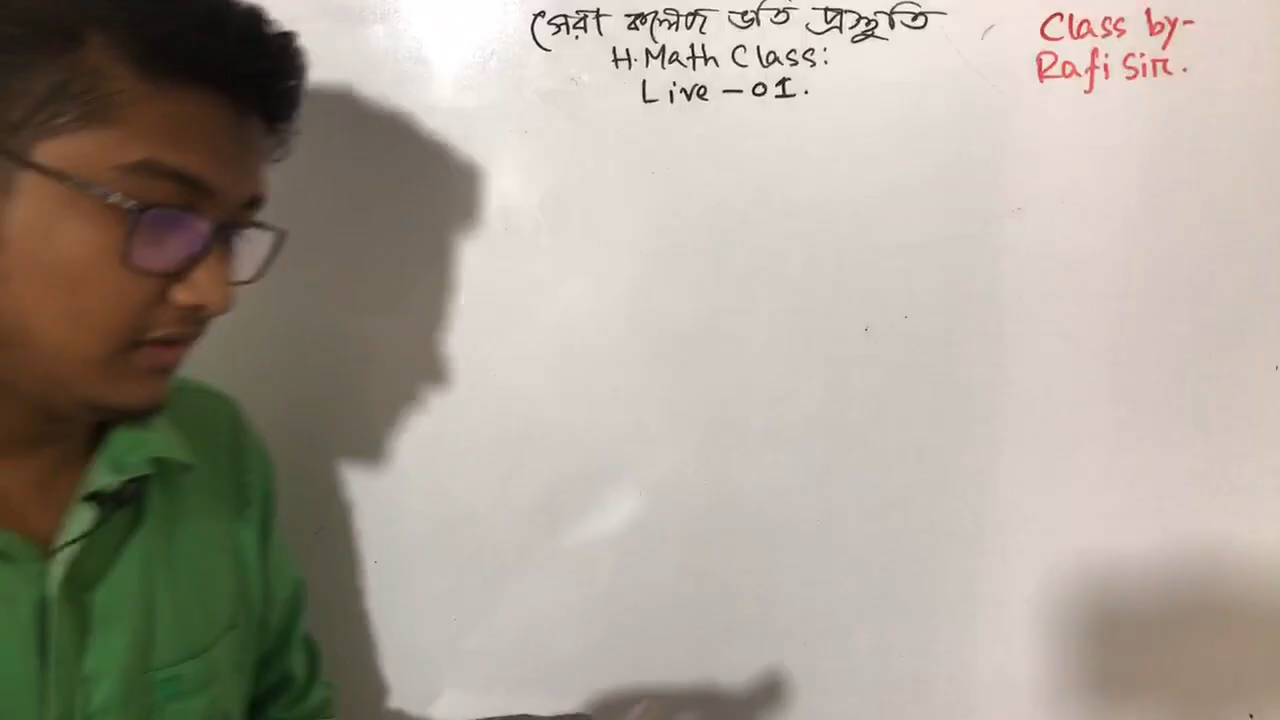 সেরা কলেজ ভর্তি প্রস্তুতি
H.Math Class:
Live - 01.
Class by-
Rafi Sir.